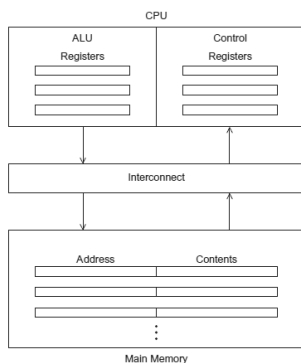 CPU
ALU Control
Registers Registers
Interconnect
Address Contents
Main Memory